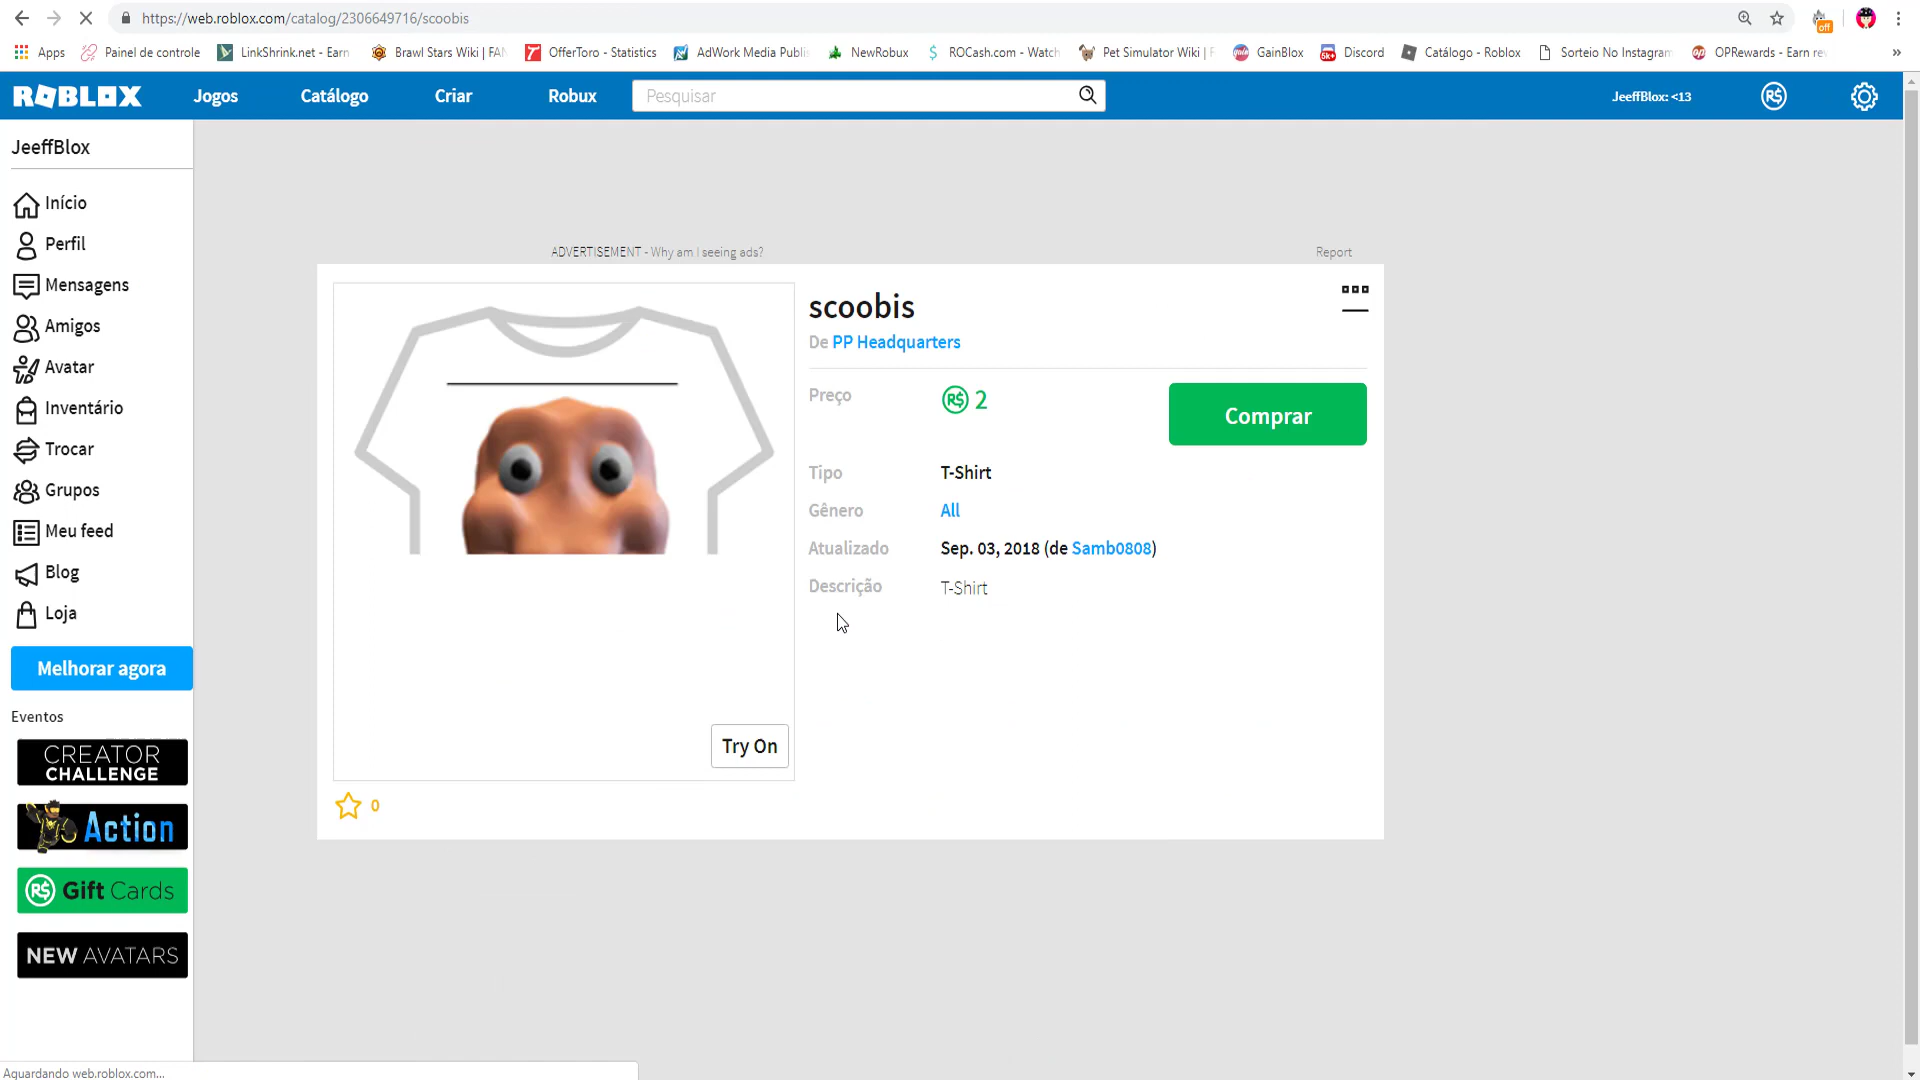 https://web.roblox.com/catalog/2306649716/scoobis
off
Apps Painel de controle LinkShrink.net - Earn Brawl Stars Wiki | FAN OfferToro - Statistics AdWork Media Publi NewRobux ROCash.com - Watch Pet Simulator Wiki | F GainBlox Discord Catálogo - Roblox Sorteio No Instagram OPRewards - Earn re »
ROBLOX Jogos Catálogo Criar Robux Pesquisar JeeffBlox: <13 R$
JeeffBlox
Início
Perfil
Mensagens
Amigos
Avatar
Inventário
Trocar
Grupos
Meu feed
Blog
Loja
Melhorar agora
Eventos
CREATOR
CHALLENGE
Action
R$ Gift Cards
NEW AVATARS
ADVERTISEMENT - Why am I seeing ads? Report
scoobis
De PP Headquarters
Preço R$ 2 Comprar
Tipo T-Shirt
Gênero All
Atualizado Sep. 03, 2018 (de Samb0808)
Descrição T-Shirt
Try On
0
Aguardando web.roblox.com...